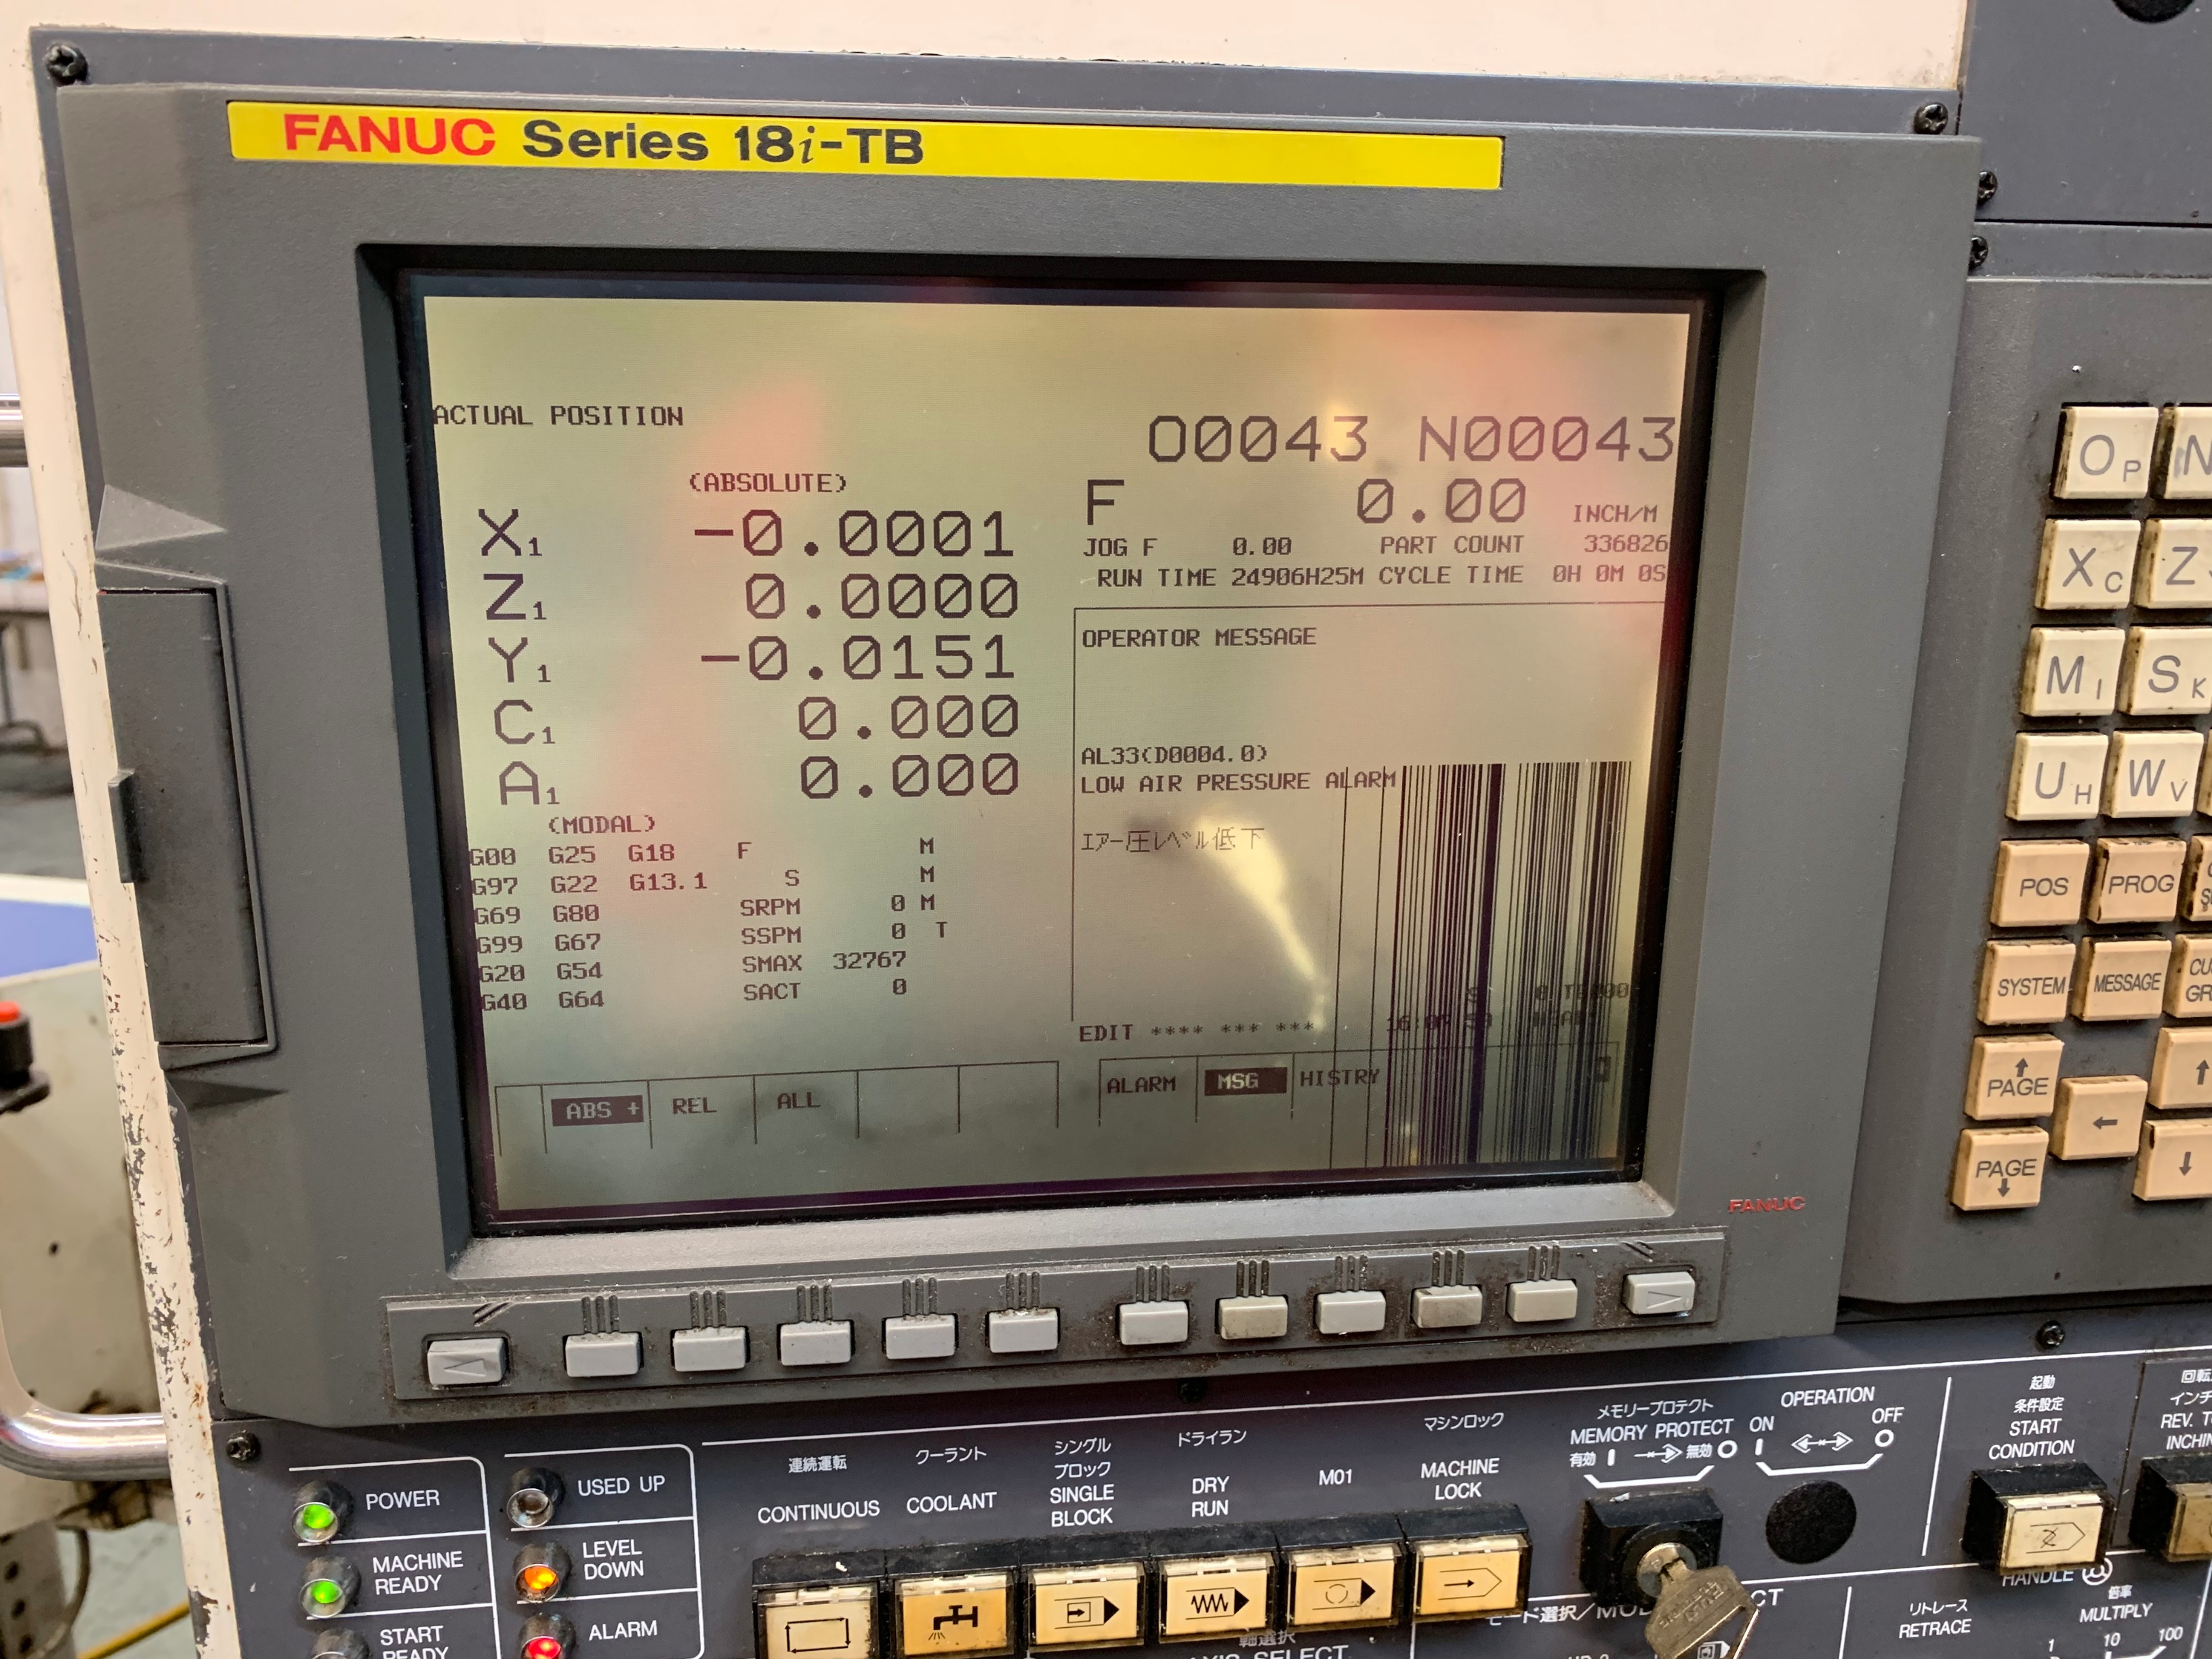 FANUC Series 18i-TB
ACTUAL POSITION
O0043 N00043
(ABSOLUTE)
X1 -0.0001
Z1 0.0000
Y1 -0.0151
C1 0.000
A1 0.000
F 0.00 INCH/M
JOG F 0.00 PART COUNT 336826
RUN TIME 24906H25M CYCLE TIME 0H 0M 0S
OPERATOR MESSAGE
AL33(D0004.0)
LOW AIR PRESSURE ALARM
エアー圧レベル低下
(MODAL)
G00 G25 G18 F M
G97 G22 G13.1 S M
G69 G80 SRPM 0 M
G99 G67 SSPM 0 T
G20 G54 SMAX 32767
G40 G64 SACT 0
EDIT **** *** ***
ABS + REL ALL
ALARM MSG HISTRY
FANUC
OP N
XC Z
MI SK
UH WV
POS PROG
SYSTEM MESSAGE
↑ PAGE ← ↑
PAGE ↓ ↓
POWER
MACHINE READY
START READY
USED UP
LEVEL DOWN
ALARM
連続運転
CONTINUOUS
クーラント
COOLANT
シングル
ブロック
SINGLE
BLOCK
ドライラン
DRY
RUN
M01
マシンロック
MACHINE
LOCK
メモリープロテクト
MEMORY PROTECT
有効 無効
OPERATION
ON OFF
起動
条件設定
START
CONDITION
REV.
HANDLE
倍率
MULTIPLY
1 10 100
リトレース
RETRACE
軸選択
SELECT